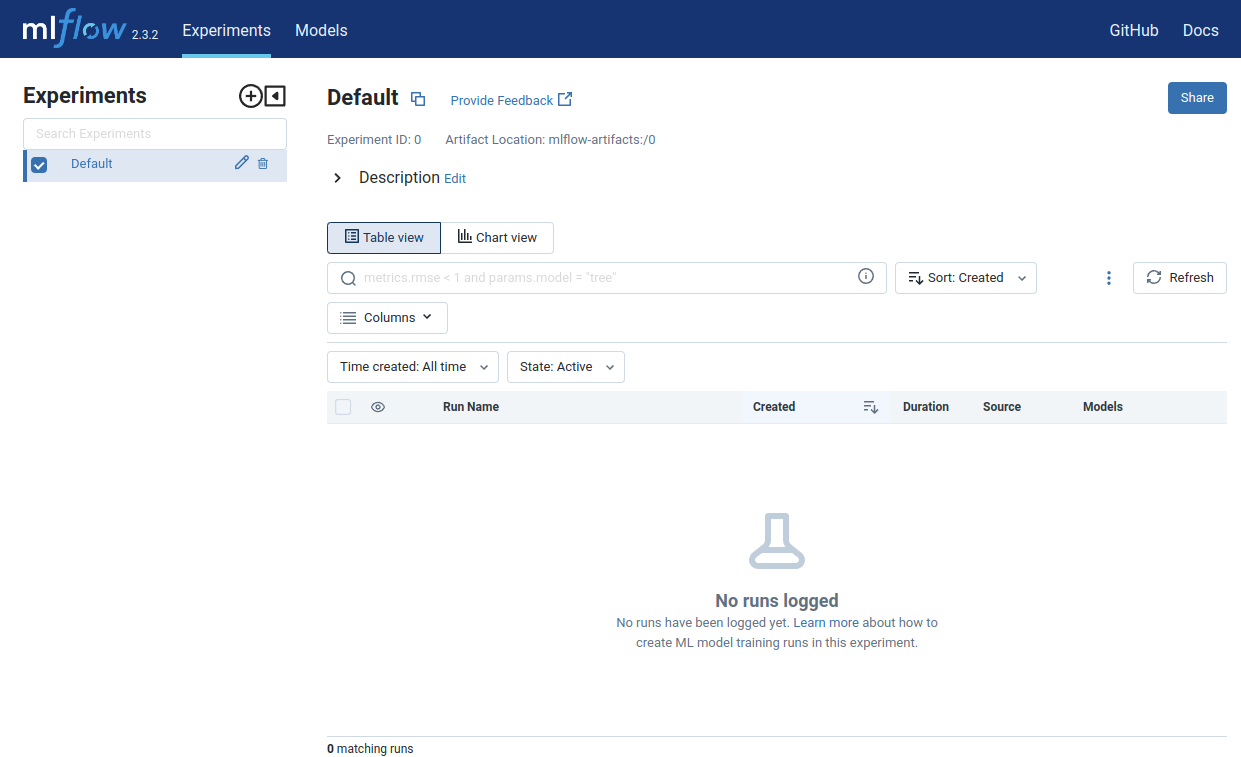 mlflow 2.3.2 Experiments Models GitHub Docs
Experiments
Search Experiments
Default
Default Provide Feedback Share
Experiment ID: 0 Artifact Location: mlflow-artifacts:/0
Description Edit
Table view Chart view
metrics.rmse < 1 and params.model = "tree" Sort: Created Refresh
Columns
Time created: All time State: Active
Run Name Created Duration Source Models
No runs logged
No runs have been logged yet. Learn more about how to
create ML model training runs in this experiment.
0 matching runs